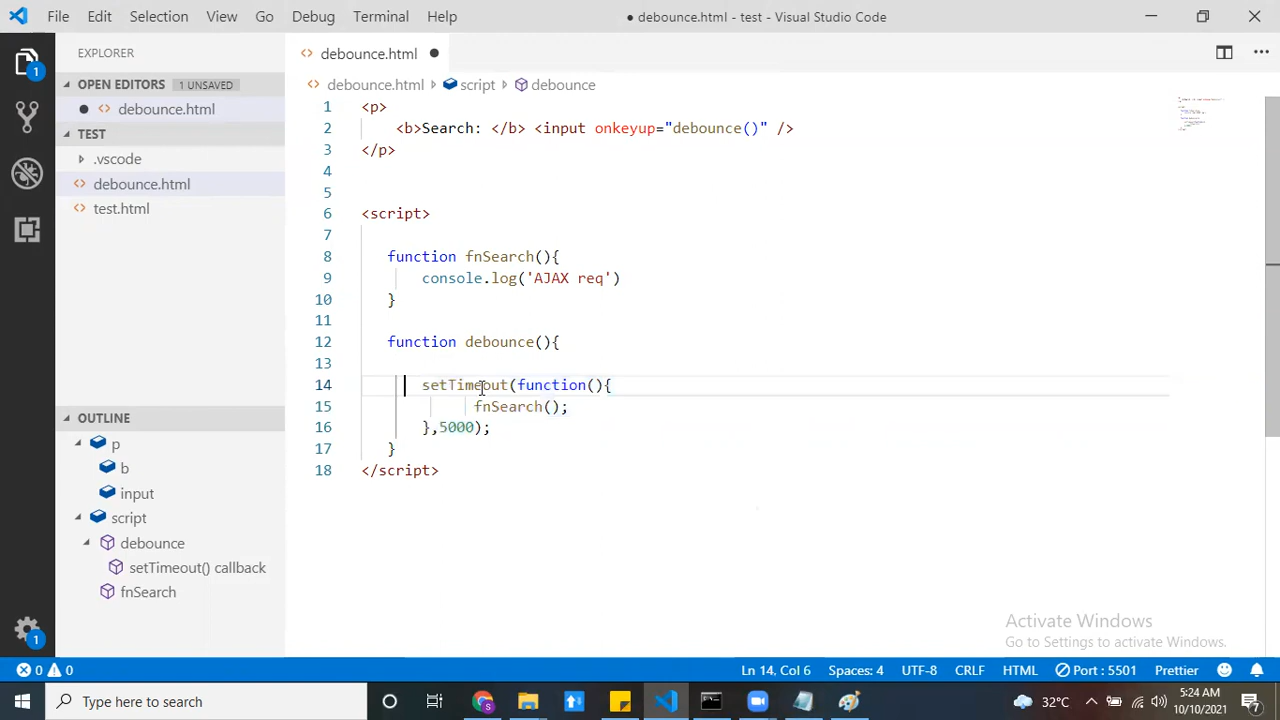 File Edit Selection View Go Debug Terminal Help
● debounce.html - test - Visual Studio Code
EXPLORER
OPEN EDITORS 1 UNSAVED
● debounce.html
TEST
.vscode
debounce.html
test.html
OUTLINE
p
b
input
script
debounce
setTimeout() callback
fnSearch
debounce.html ●
debounce.html script debounce
1 <p>
2 <b>Search: </b> <input onkeyup="debounce()" />
3 </p>
4
5
6 <script>
7
8 function fnSearch(){
9 console.log('AJAX req')
10 }
11
12 function debounce(){
13
14 setTimeout(function(){
15 fnSearch();
16 },5000);
17 }
18 </script>
Activate Windows
Go to Settings to activate Windows.
0 0 Ln 14, Col 6 Spaces: 4 UTF-8 CRLF HTML Port : 5501 Prettier
Type here to search
32°C
5:24 AM
10/10/2021
1
1
7